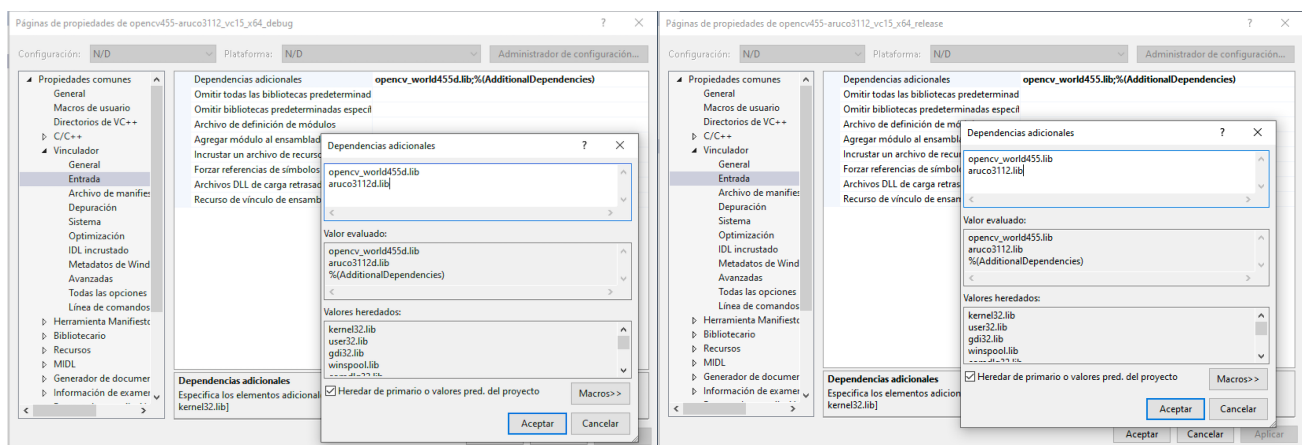 Páginas de propiedades de opencv455-aruco3112_vc15_x64_debug ? ×
Configuración: N/D Plataforma: N/D Administrador de configuración...
Propiedades comunes
General
Macros de usuario
Directorios de VC++
C/C++
Vinculador
General
Entrada
Archivo de manifies
Depuración
Sistema
Optimización
IDL incrustado
Metadatos de Wind
Avanzadas
Todas las opciones
Línea de comandos
Herramienta Manifiesto
Bibliotecario
Recursos
MIDL
Generador de documer
Información de examer
Dependencias adicionales opencv_world455d.lib;%(AdditionalDependencies)
Omitir todas las bibliotecas predeterminad
Omitir bibliotecas predeterminadas especif
Archivo de definición de módulos
Agregar módulo al ensamblad
Incrustar un archivo de recurso
Forzar referencias de símbolos
Archivos DLL de carga retrasad
Recurso de vínculo de ensamb
Dependencias adicionales
Especifica los elementos adicional
kernel32.lib]
Dependencias adicionales ? ×
opencv_world455d.lib
aruco3112d.lib
Valor evaluado:
opencv_world455d.lib
aruco3112d.lib
%(AdditionalDependencies)
Valores heredados:
kernel32.lib
user32.lib
gdi32.lib
winspool.lib
Heredar de primario o valores pred. del proyecto Macros>>
Aceptar Cancelar
Páginas de propiedades de opencv455-aruco3112_vc15_x64_release ? ×
Configuración: N/D Plataforma: N/D Administrador de configuración...
Propiedades comunes
General
Macros de usuario
Directorios de VC++
C/C++
Vinculador
General
Entrada
Archivo de manifies
Depuración
Sistema
Optimización
IDL incrustado
Metadatos de Wind
Avanzadas
Todas las opciones
Línea de comandos
Herramienta Manifiesto
Bibliotecario
Recursos
MIDL
Generador de documer
Información de examer
Dependencias adicionales opencv_world455.lib;%(AdditionalDependencies)
Omitir todas las bibliotecas predeterminad
Omitir bibliotecas predeterminadas especif
Archivo de definición de mó
Agregar módulo al ensambl
Incrustar un archivo de recur
Forzar referencias de símbol
Archivos DLL de carga retras
Recurso de vínculo de ensan
Dependencias adicionales
Especifica los elementos adicion
kernel32.lib]
Dependencias adicionales ? ×
opencv_world455.lib
aruco3112.lib
Valor evaluado:
opencv_world455.lib
aruco3112.lib
%(AdditionalDependencies)
Valores heredados:
kernel32.lib
user32.lib
gdi32.lib
winspool.lib
Heredar de primario o valores pred. del proyecto Macros>>
Aceptar Cancelar
Aceptar Cancelar Aplicar